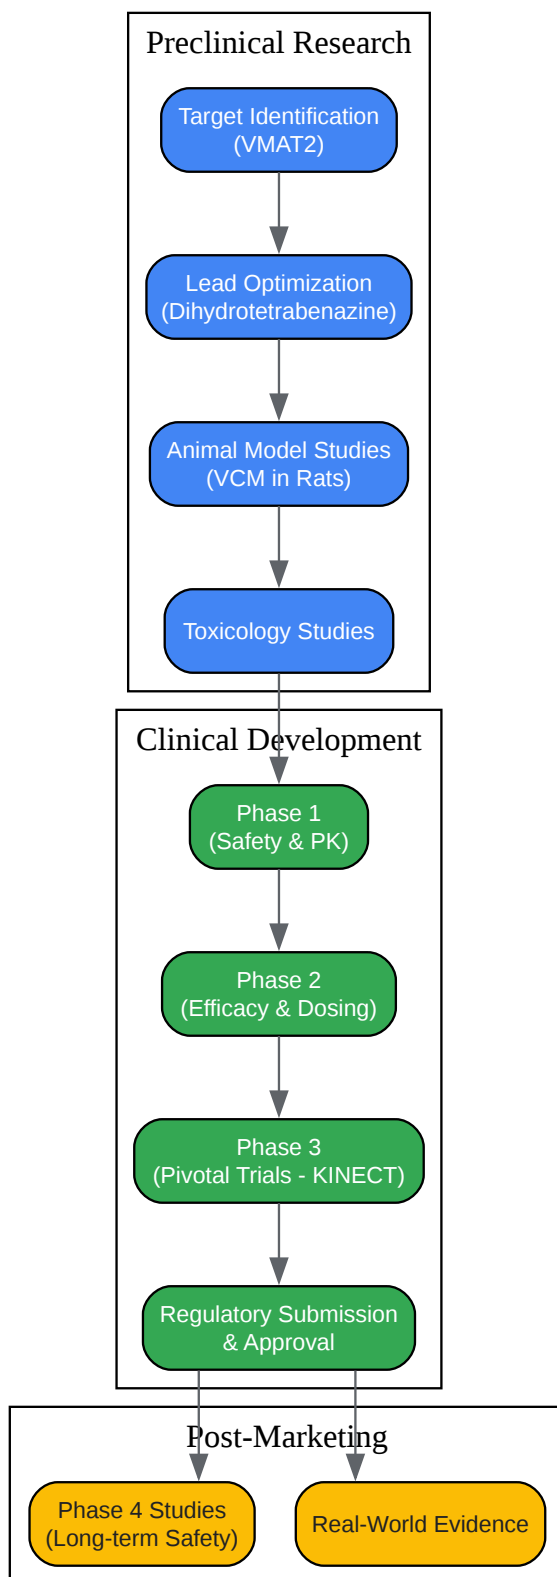 Preclinical Research
Target Identification
(VMAT2)
Lead Optimization
(Dihydrotetrabenazine)
Animal Model Studies
(VCM in Rats)
Toxicology Studies
Clinical Development
Phase 1
(Safety & PK)
Phase 2
(Efficacy & Dosing)
Phase 3
(Pivotal Trials - KINECT)
Regulatory Submission
& Approval
Post-Marketing
Phase 4 Studies
(Long-term Safety)
Real-World Evidence